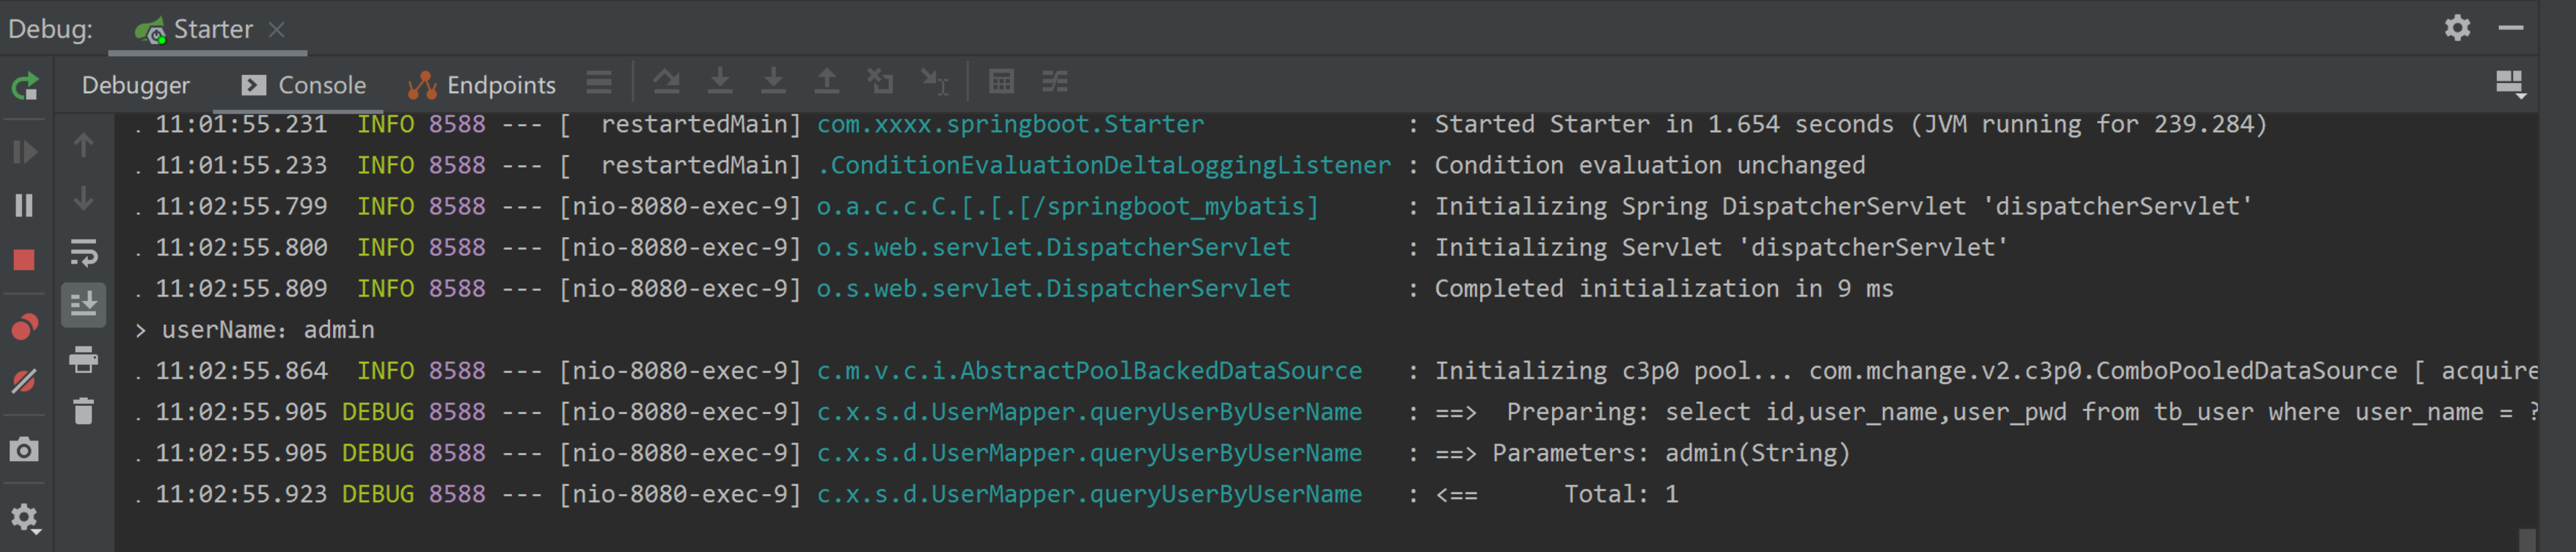 Debug: Starter
Debugger Console Endpoints
. 11:01:55.231  INFO 8588 --- [  restartedMain] com.xxxx.springboot.Starter              : Started Starter in 1.654 seconds (JVM running for 239.284)
. 11:01:55.233  INFO 8588 --- [  restartedMain] .ConditionEvaluationDeltaLoggingListener : Condition evaluation unchanged
. 11:02:55.799  INFO 8588 --- [nio-8080-exec-9] o.a.c.c.C.[.[.[/springboot_mybatis]      : Initializing Spring DispatcherServlet 'dispatcherServlet'
. 11:02:55.800  INFO 8588 --- [nio-8080-exec-9] o.s.web.servlet.DispatcherServlet        : Initializing Servlet 'dispatcherServlet'
. 11:02:55.809  INFO 8588 --- [nio-8080-exec-9] o.s.web.servlet.DispatcherServlet        : Completed initialization in 9 ms
> userName：admin
. 11:02:55.864  INFO 8588 --- [nio-8080-exec-9] c.m.v.c.i.AbstractPoolBackedDataSource   : Initializing c3p0 pool... com.mchange.v2.c3p0.ComboPooledDataSource [ acquire
. 11:02:55.905 DEBUG 8588 --- [nio-8080-exec-9] c.x.s.d.UserMapper.queryUserByUserName   : ==>  Preparing: select id,user_name,user_pwd from tb_user where user_name = ?
. 11:02:55.905 DEBUG 8588 --- [nio-8080-exec-9] c.x.s.d.UserMapper.queryUserByUserName   : ==> Parameters: admin(String)
. 11:02:55.923 DEBUG 8588 --- [nio-8080-exec-9] c.x.s.d.UserMapper.queryUserByUserName   : <==      Total: 1